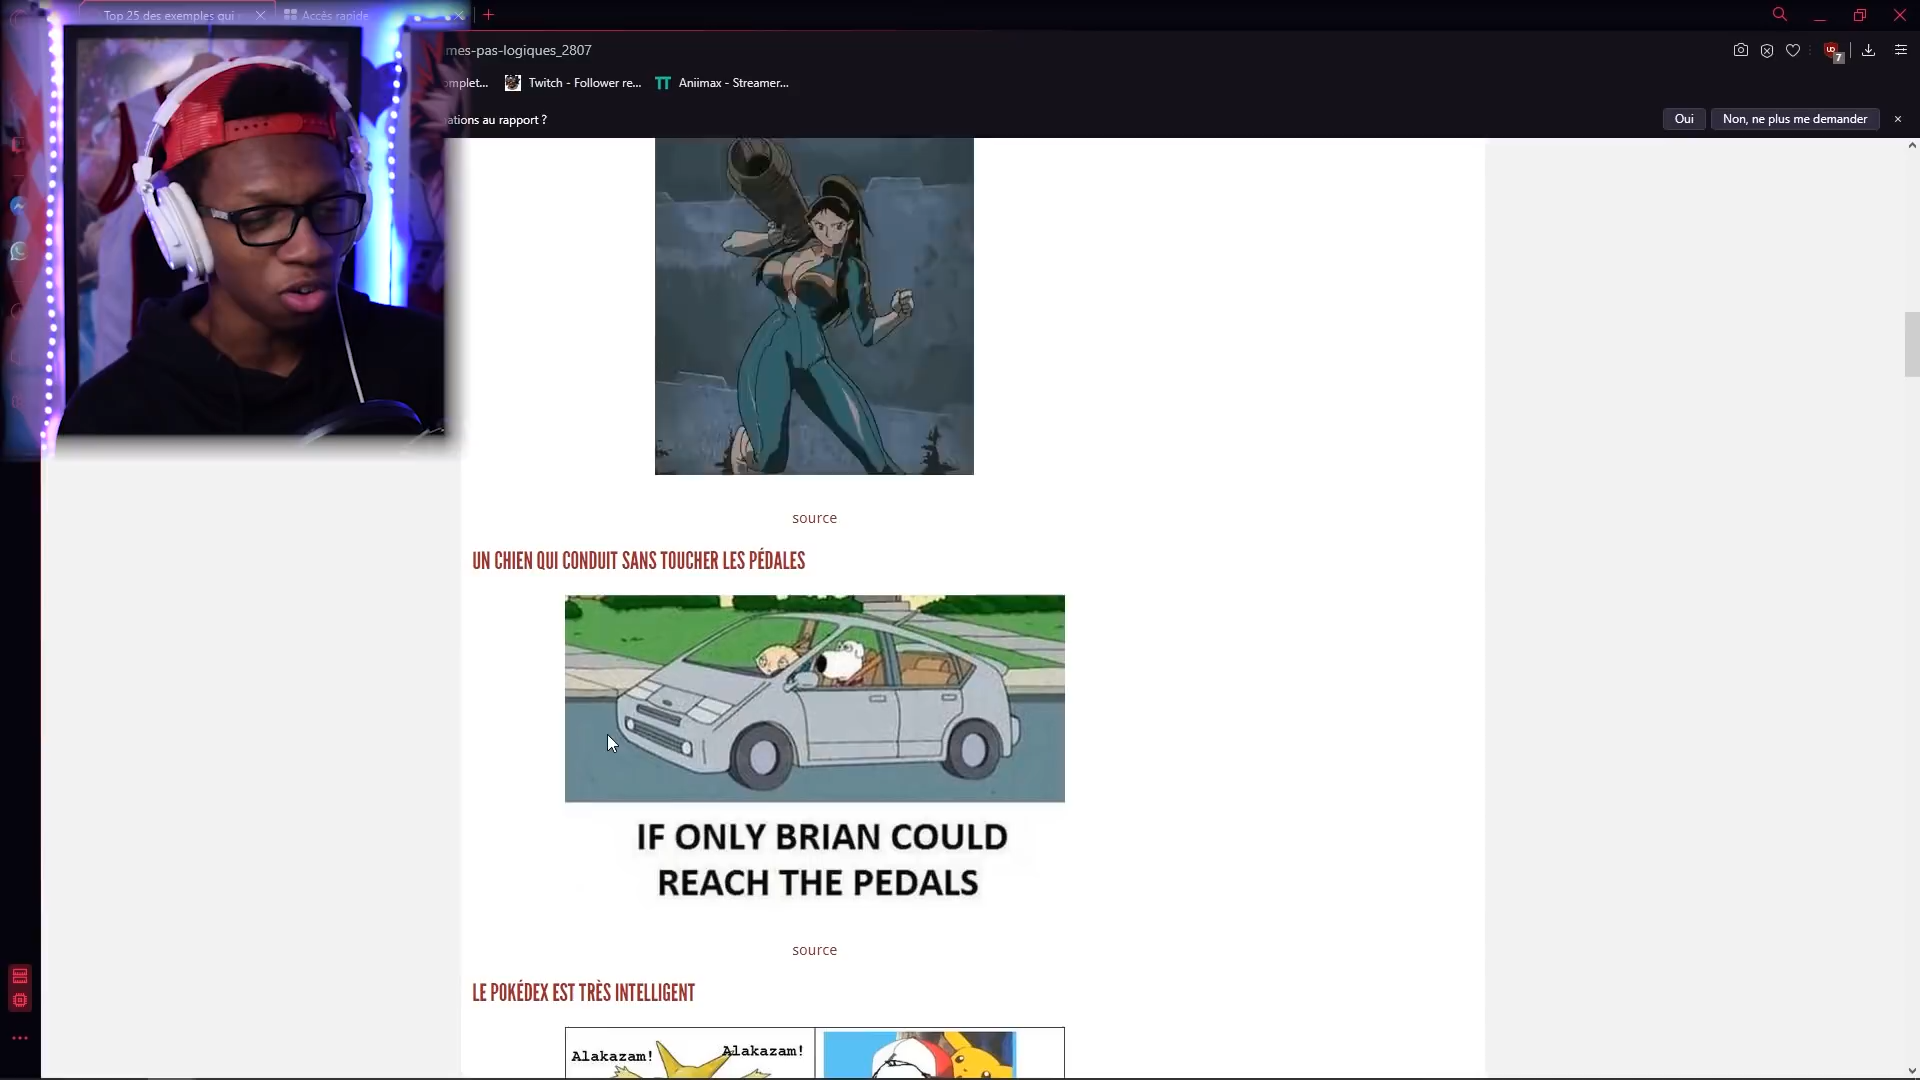 Top 25 des exemples qui
Accès rapide
mes-pas-logiques_2807
omplet...
Twitch - Follower re...
Aniimax - Streamer...
ations au rapport ?
Oui
Non, ne plus me demander
source
UN CHIEN QUI CONDUIT SANS TOUCHER LES PÉDALES
IF ONLY BRIAN COULD
REACH THE PEDALS
source
LE POKÉDEX EST TRÈS INTELLIGENT
Alakazam!
Alakazam!
7